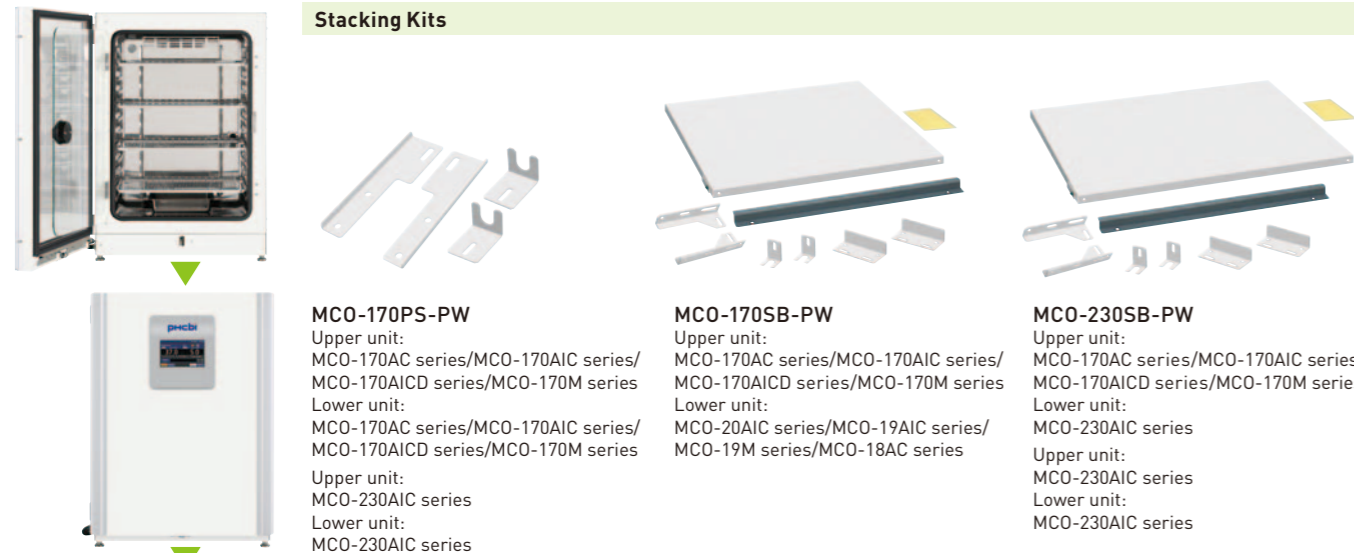 Stacking Kits
PHCbi
MCO-170PS-PW
Upper unit:
MCO-170AC series/MCO-170AIC series/
MCO-170AICD series/MCO-170M series
Lower unit:
MCO-170AC series/MCO-170AIC series/
MCO-170AICD series/MCO-170M series
Upper unit:
MCO-230AIC series
Lower unit:
MCO-230AIC series
MCO-170SB-PW
Upper unit:
MCO-170AC series/MCO-170AIC series/
MCO-170AICD series/MCO-170M series
Lower unit:
MCO-20AIC series/MCO-19AIC series/
MCO-19M series/MCO-18AC series
MCO-230SB-PW
Upper unit:
MCO-170AC series/MCO-170AIC series
MCO-170AICD series/MCO-170M serie
Lower unit:
MCO-230AIC series
Upper unit:
MCO-230AIC series
Lower unit:
MCO-230AIC series